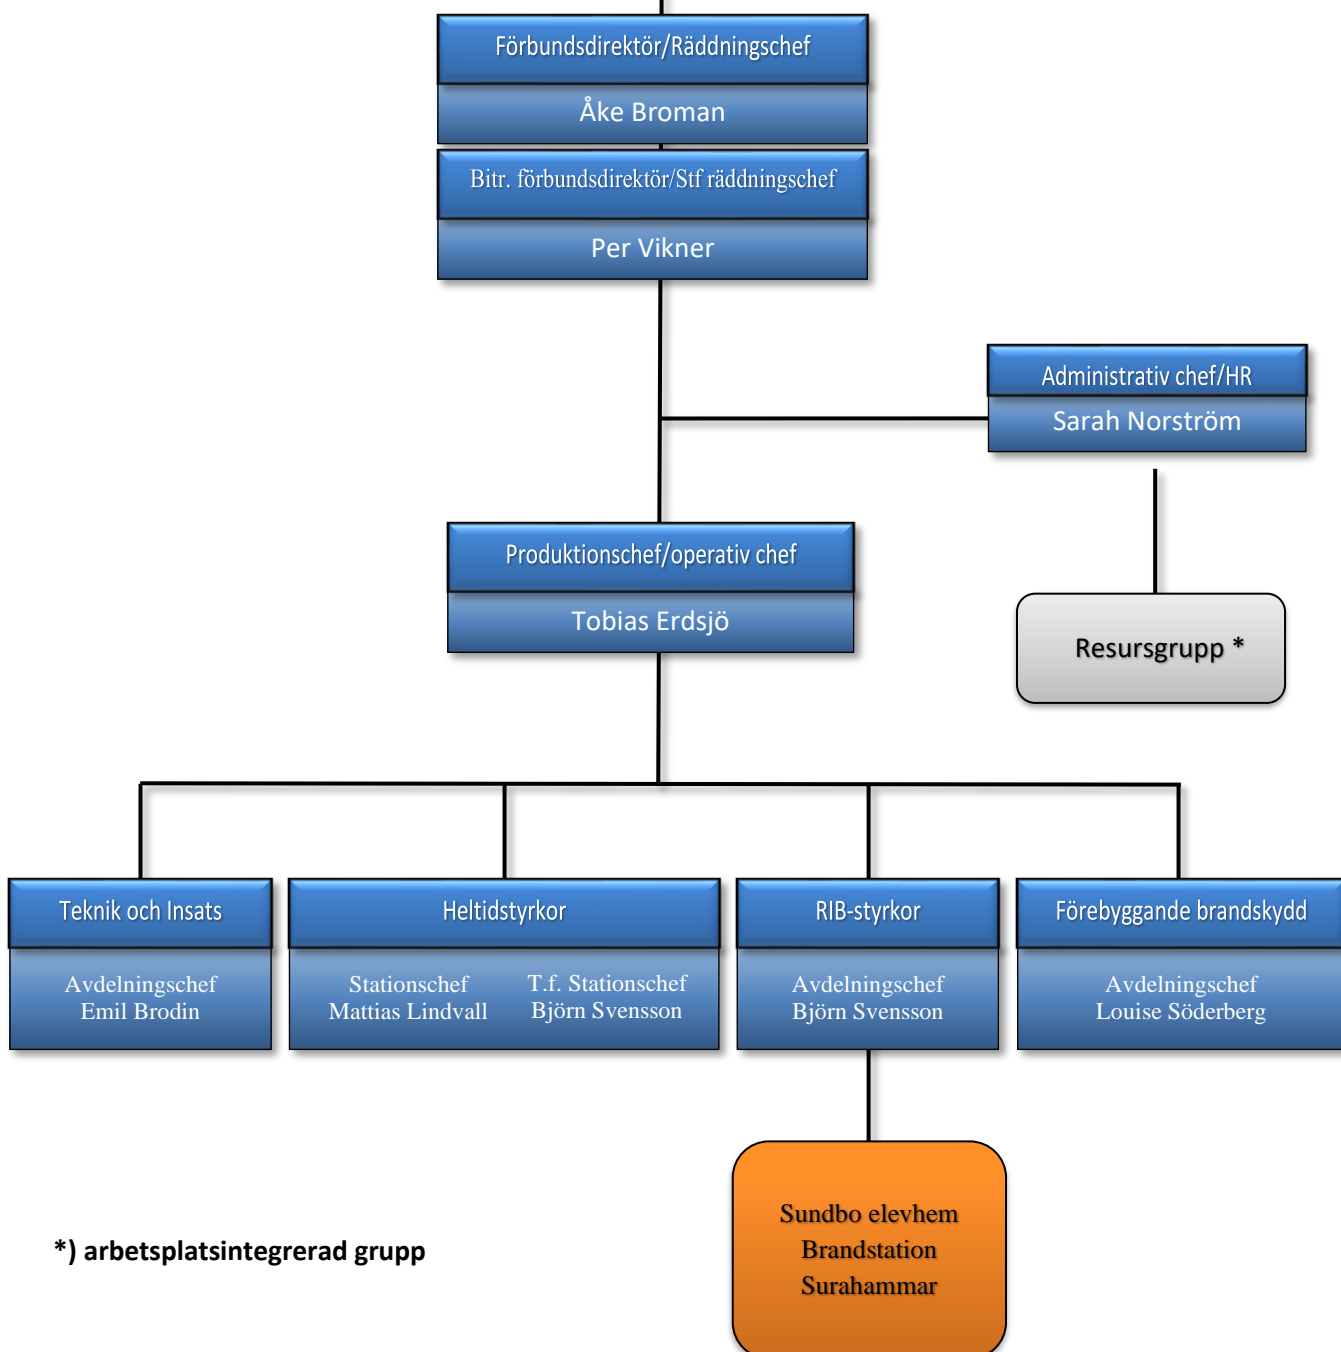 Förbundsdirektör/Räddningschef
Åke Broman
Bitr. förbundsdirektör/Stf räddningschef
Per Vikner
Administrativ chef/HR
Sarah Norström
Produktionschef/operativ chef
Tobias Erdsjö
Resursgrupp *
Teknik och Insats
Avdelningschef
Emil Brodin
Heltidstyrkor
Stationschef
Mattias Lindvall
T.f. Stationschef
Björn Svensson
RIB-styrkor
Avdelningschef
Björn Svensson
Förebyggande brandskydd
Avdelningschef
Louise Söderberg
Sundbo elevhem
Brandstation
Surahammar
*) arbetsplatsintegrerad grupp